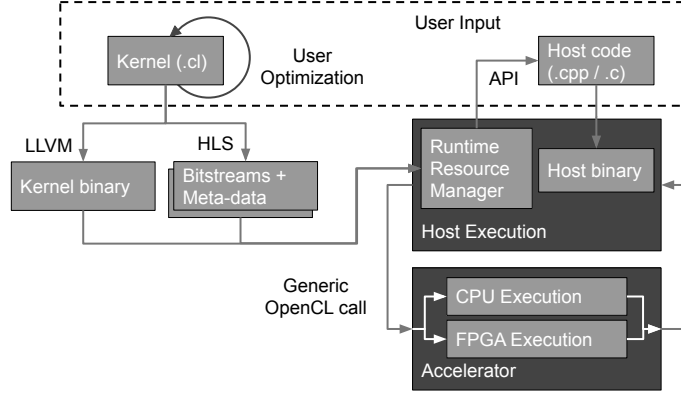 User Input
Kernel (.cl)
User
Optimization
API
Host code
(.cpp / .c)
LLVM
HLS
Kernel binary
Bitstreams +
Meta-data
Runtime
Resource
Manager
Host binary
Host Execution
Generic
OpenCL call
CPU Execution
FPGA Execution
Accelerator